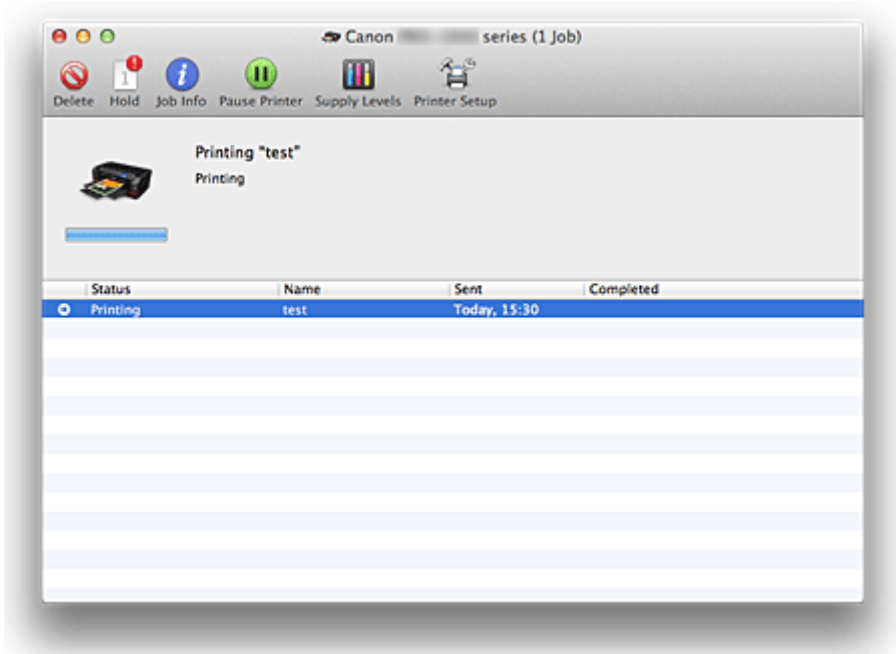 Canon series (1 Job)
1
Delete Hold Job Info Pause Printer Supply Levels Printer Setup
Printing "test"
Printing
Status Name Sent Completed
Printing test Today, 15:30